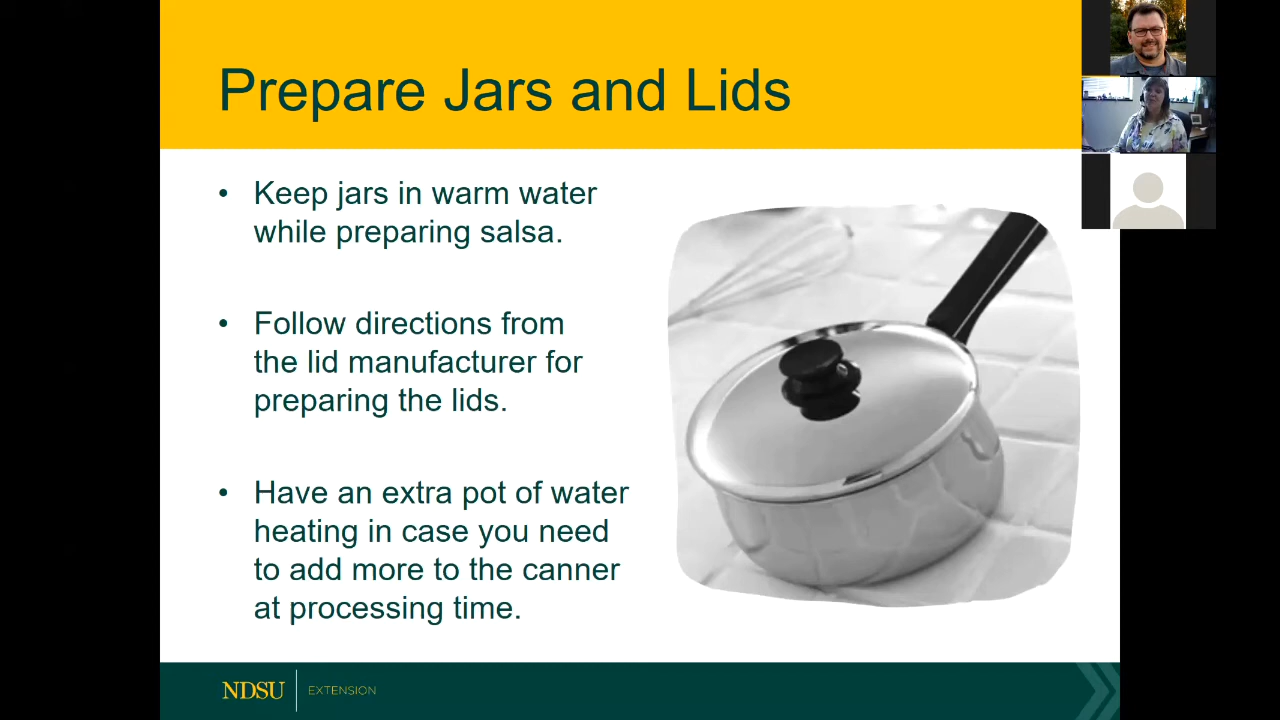 Prepare Jars and Lids
• Keep jars in warm water
while preparing salsa.
• Follow directions from
the lid manufacturer for
preparing the lids.
• Have an extra pot of water
heating in case you need
to add more to the canner
at processing time.
NDSU EXTENSION